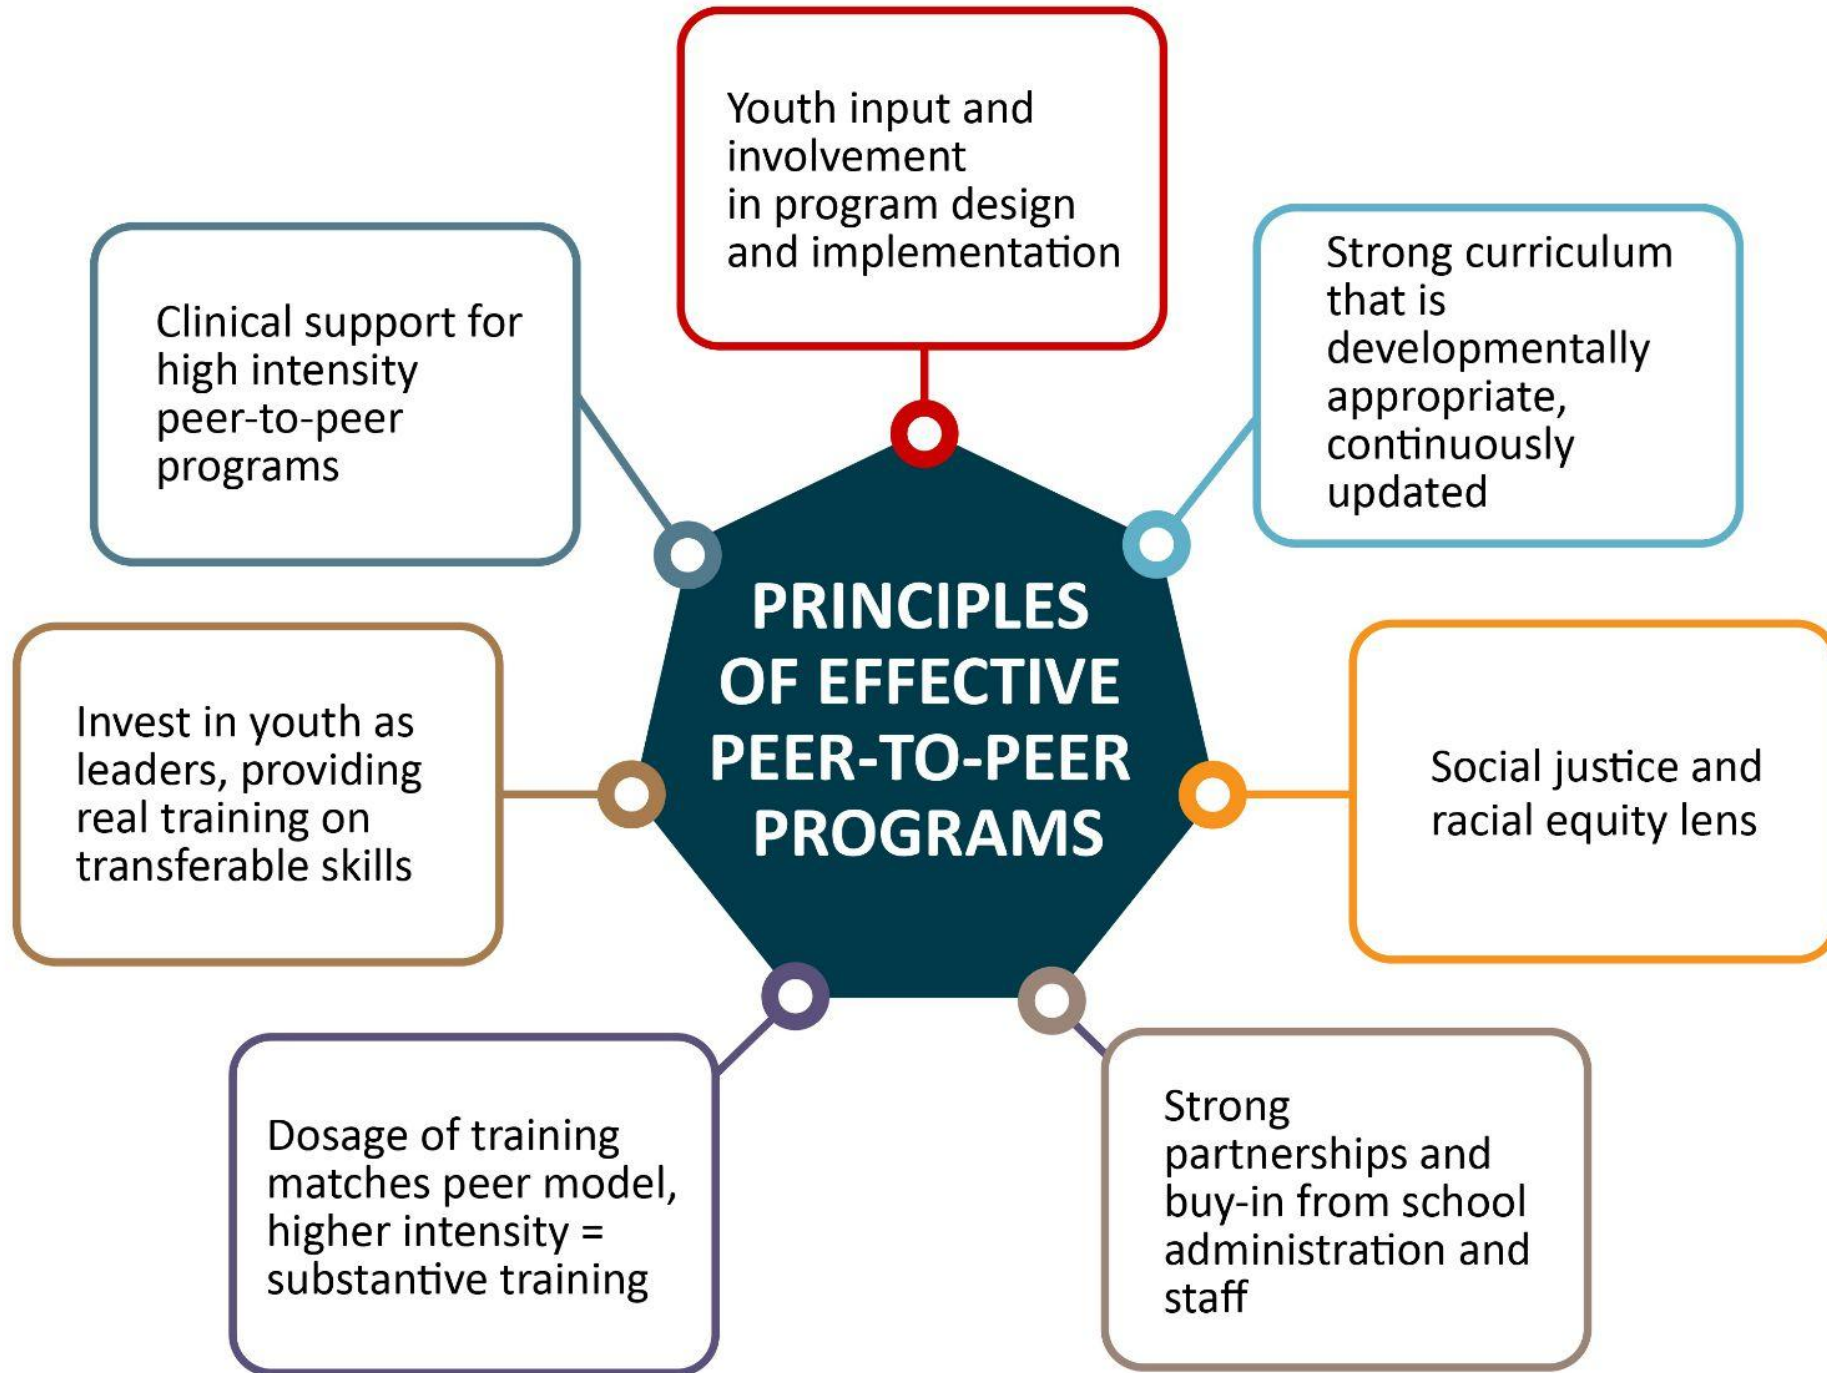 Youth input and
involvement
in program design
and implementation
Strong curriculum
that is
developmentally
appropriate,
continuously
updated
Social justice and
racial equity lens
Strong
partnerships and
buy-in from school
administration and
staff
Dosage of training
matches peer model,
higher intensity =
substantive training
Invest in youth as
leaders, providing
real training on
transferable skills
Clinical support for
high intensity
peer-to-peer
programs
PRINCIPLES
OF EFFECTIVE
PEER-TO-PEER
PROGRAMS